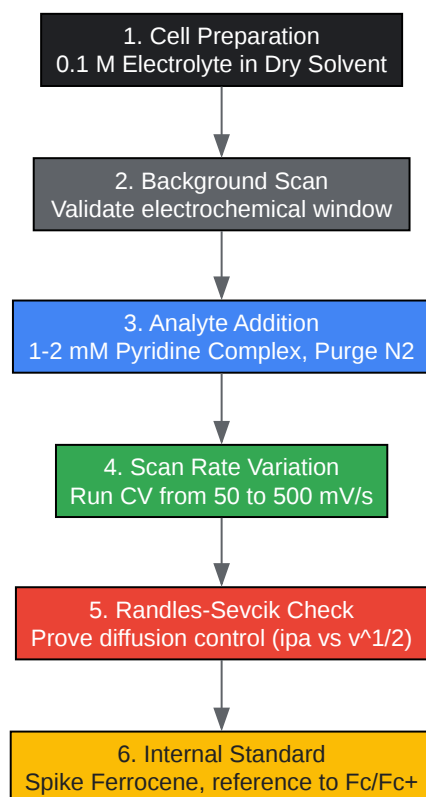 1. Cell Preparation
0.1 M Electrolyte in Dry Solvent
2. Background Scan
Validate electrochemical window
3. Analyte Addition
1-2 mM Pyridine Complex, Purge N2
4. Scan Rate Variation
Run CV from 50 to 500 mV/s
5. Randles-Sevcik Check
Prove diffusion control (ipa vs v^1/2)
6. Internal Standard
Spike Ferrocene, reference to Fc/Fc+